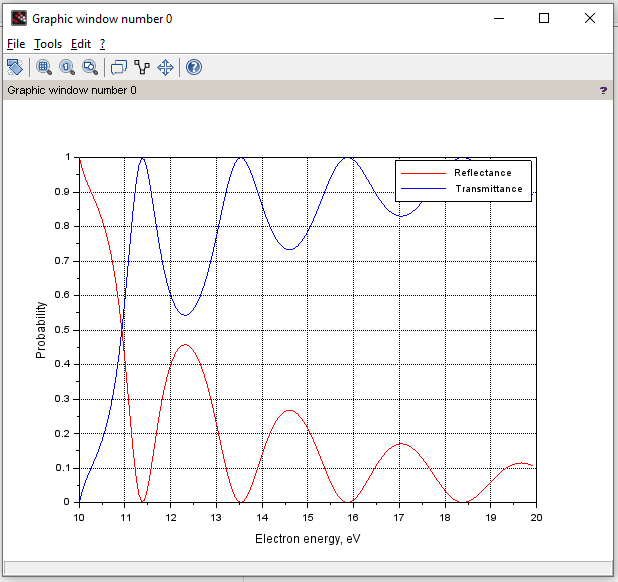 Graphic window number 0
File Tools Edit ?
Graphic window number 0 ?
Reflectance
Transmittance
1
0.9
0.8
0.7
0.6
0.5
0.4
0.3
0.2
0.1
0
Probability
10 11 12 13 14 15 16 17 18 19 20
Electron energy, eV